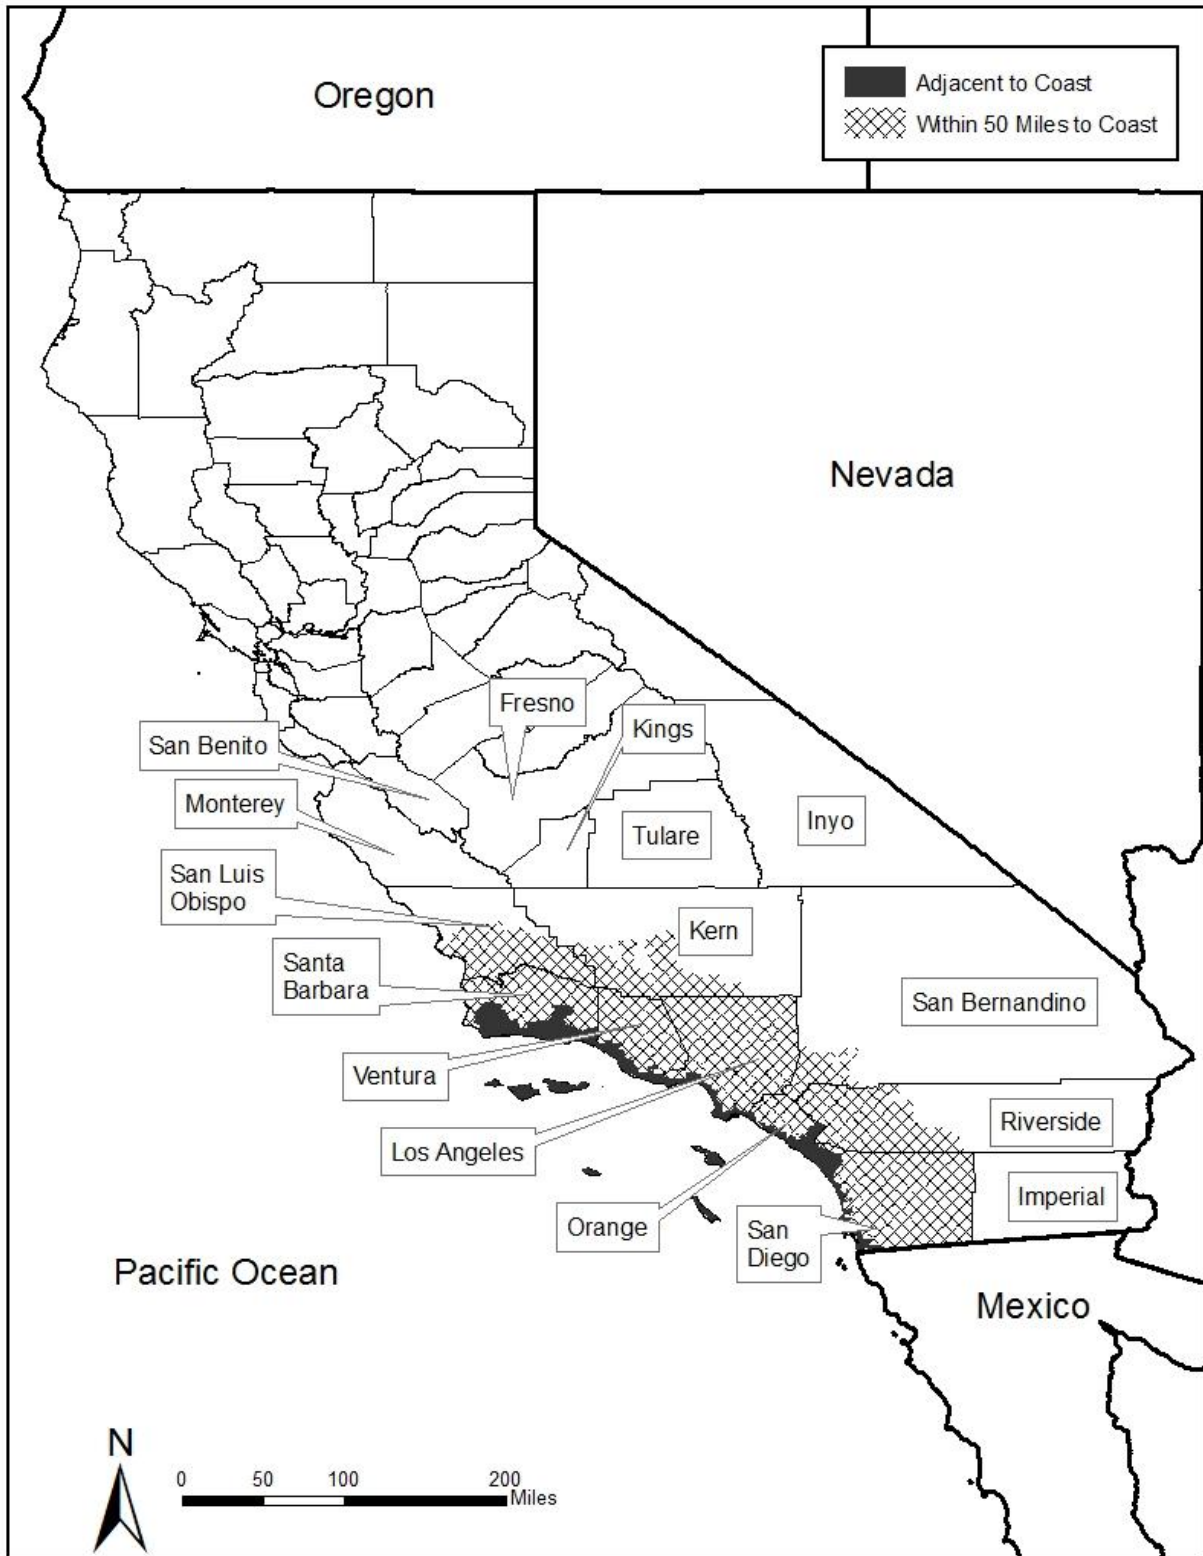 Oregon
Adjacent to Coast
Within 50 Miles to Coast
Nevada
Fresno
Kings
San Benito
Monterey
Tulare
Inyo
San Luis
Obispo
Kern
Santa
Barbara
San Bernandino
Ventura
Riverside
Los Angeles
Imperial
Orange
San
Diego
Pacific Ocean
Mexico
N
0 50 100 200
Miles